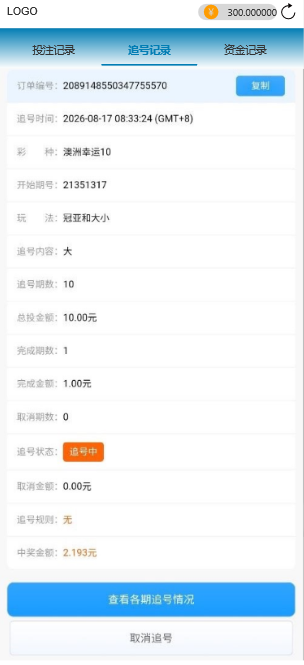 LOGO
¥ 300.000000
投注记录 追号记录 资金记录
订单编号: 2089148550347755570 复制
追号时间: 2026-08-17 08:33:24 (GMT+8)
彩 种: 澳洲幸运10
开始期号: 21351317
玩 法: 冠亚和大小
追号内容: 大
追号期数: 10
总投金额: 10.00元
完成期数: 1
完成金额: 1.00元
取消期数: 0
追号状态: 追号中
取消金额: 0.00元
追号规则: 无
中奖金额: 2.193元
查看各期追号情况
取消追号